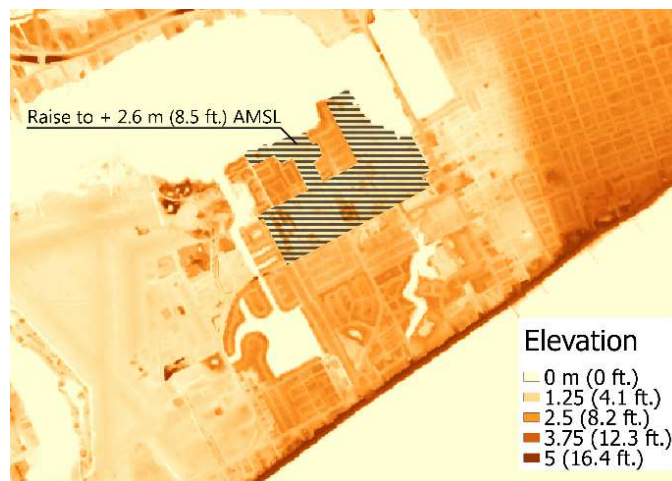 Raise to + 2.6 m (8.5 ft.) AMSL
Elevation
0 m (0 ft.)
1.25 (4.1 ft.)
2.5 (8.2 ft.)
3.75 (12.3 ft.)
5 (16.4 ft.)